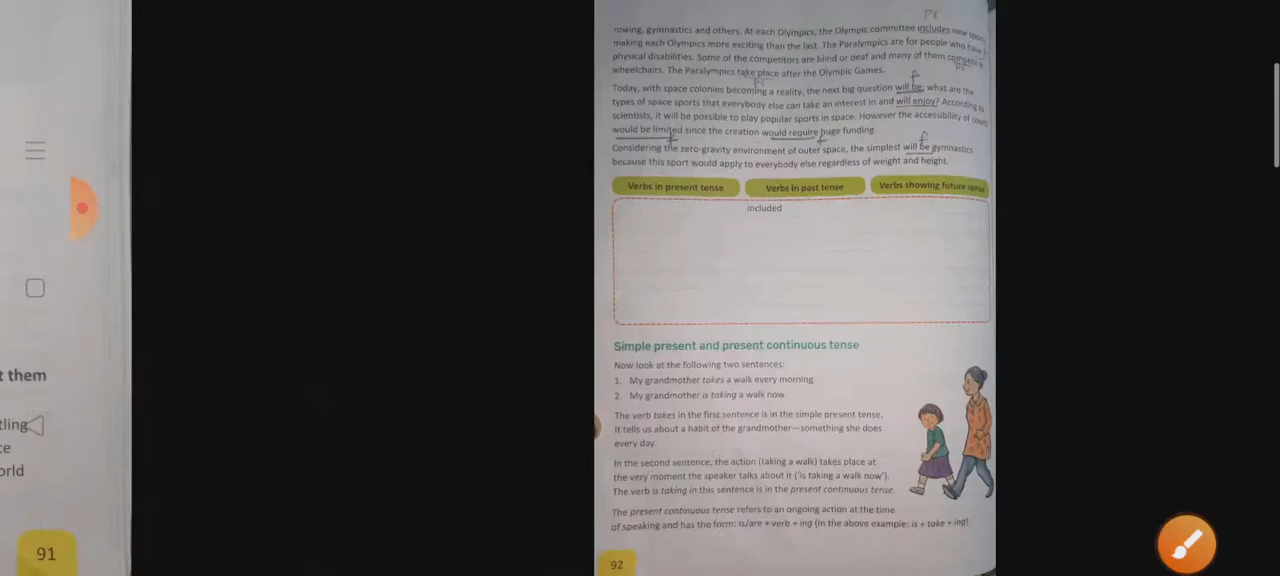 t them
tling
ce
orld
91
pr
rowing, gymnastics and others. At each Olympics, the Olympic committee includes new
making each Olympics more exciting than the last. The Paralympics are for people who have
physical disabilities. Some of the competitors are blind or deaf and many of them compete
wheelchairs. The Paralympics take place after the Olympic Games.
pr
pr
f
Today, with space colonies becoming a reality, the next big question will be, what are the
types of space sports that everybody else can take an interest in and will enjoy? According to
scientists, it will be possible to play popular sports in space. However the accessibility of
would be limited since the creation would require huge funding.
f
f
f
Considering the zero-gravity environment of outer space, the simplest will be gymnastics
because this sport would apply to everybody else regardless of weight and height.
Verbs in present tense Verbs in past tense Verbs showing future tense
included
Simple present and present continuous tense
Now look at the following two sentences:
1. My grandmother takes a walk every morning
2. My grandmother is taking a walk now.
The verb takes in the first sentence is in the simple present tense.
It tells us about a habit of the grandmother—something she does
every day.
In the second sentence, the action (taking a walk) takes place at
the very moment the speaker talks about it ('is taking a walk now').
The verb is taking in this sentence is in the present continuous tense.
The present continuous tense refers to an ongoing action at the time
of speaking and has the form: is/are + verb + ing (in the above example: is + take + ing)
92